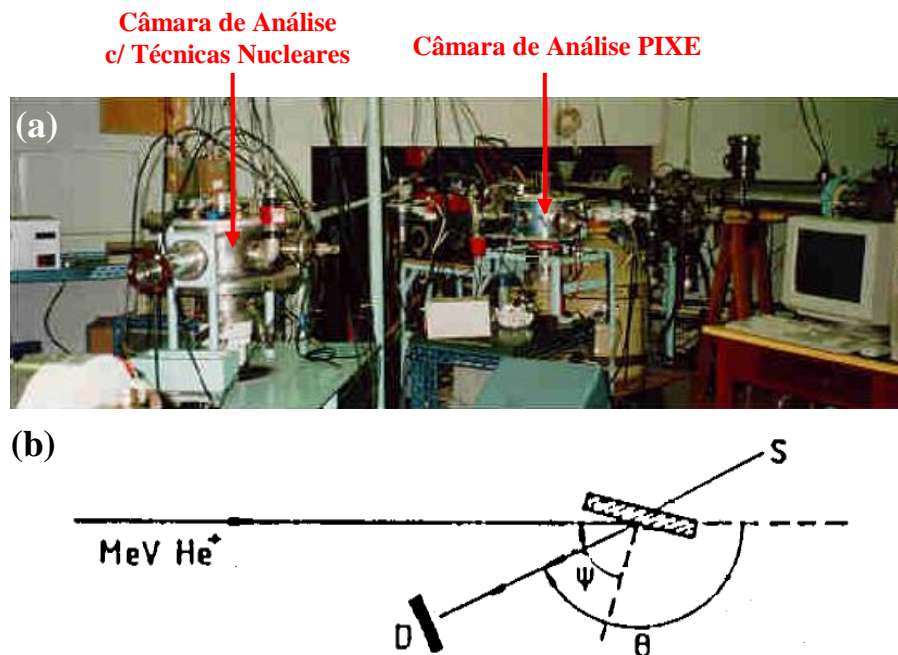 Câmara de Análise
c/ Técnicas Nucleares
Câmara de Análise PIXE
(a)
(b)
S
MeV He+
Ψ
D
θ